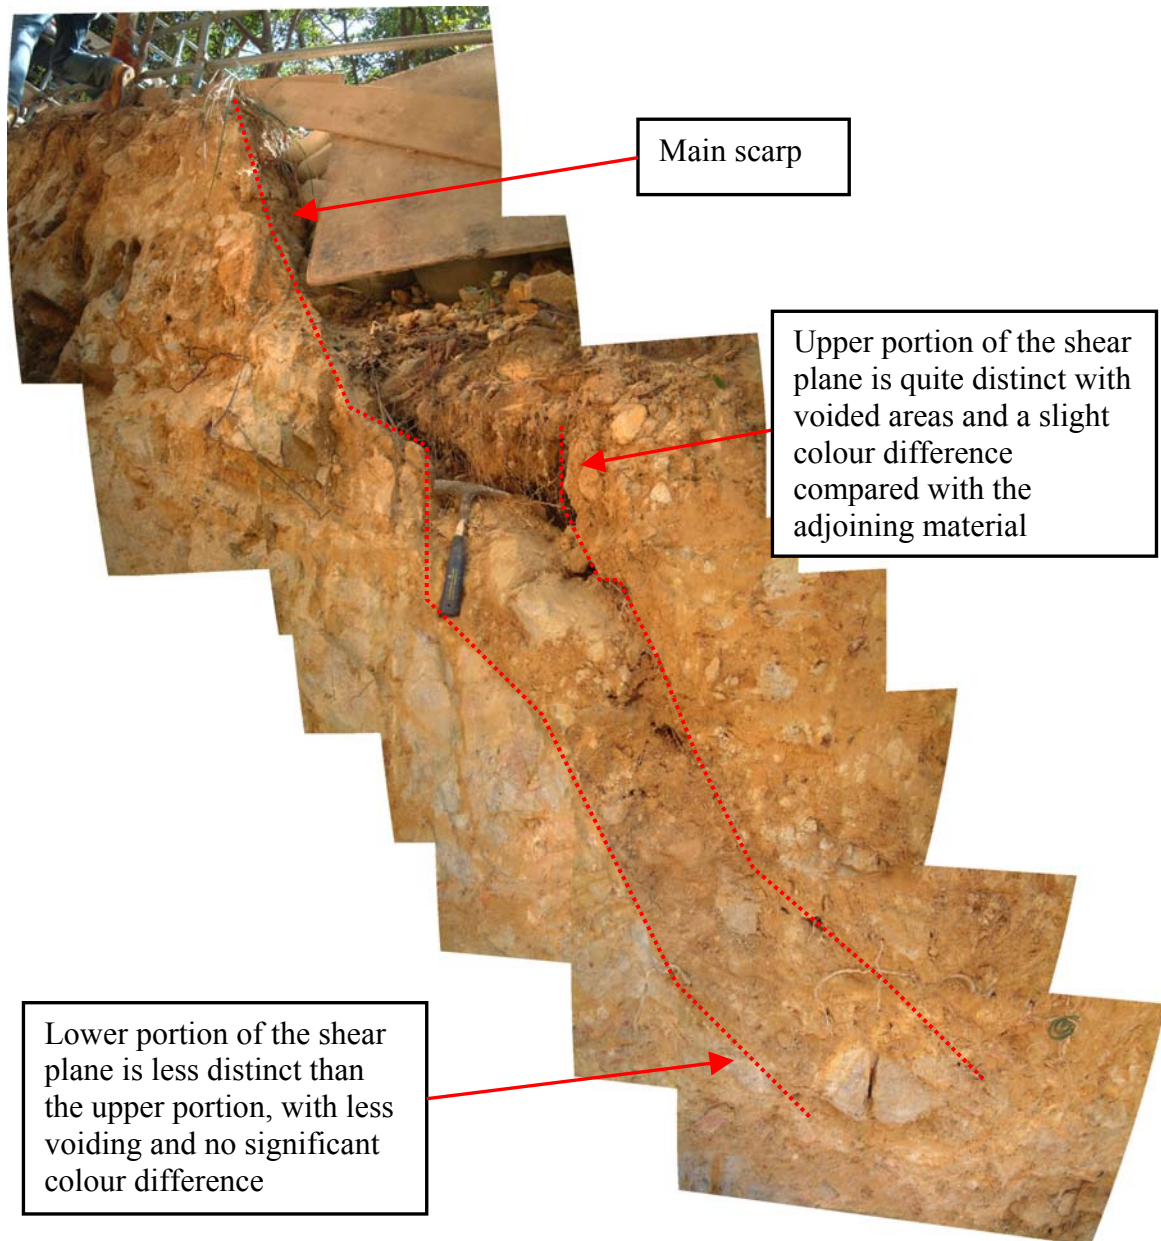 Main scarp
Upper portion of the shear
plane is quite distinct with
voided areas and a slight
colour difference
compared with the
adjoining material
Lower portion of the shear
plane is less distinct than
the upper portion, with less
voiding and no significant
colour difference